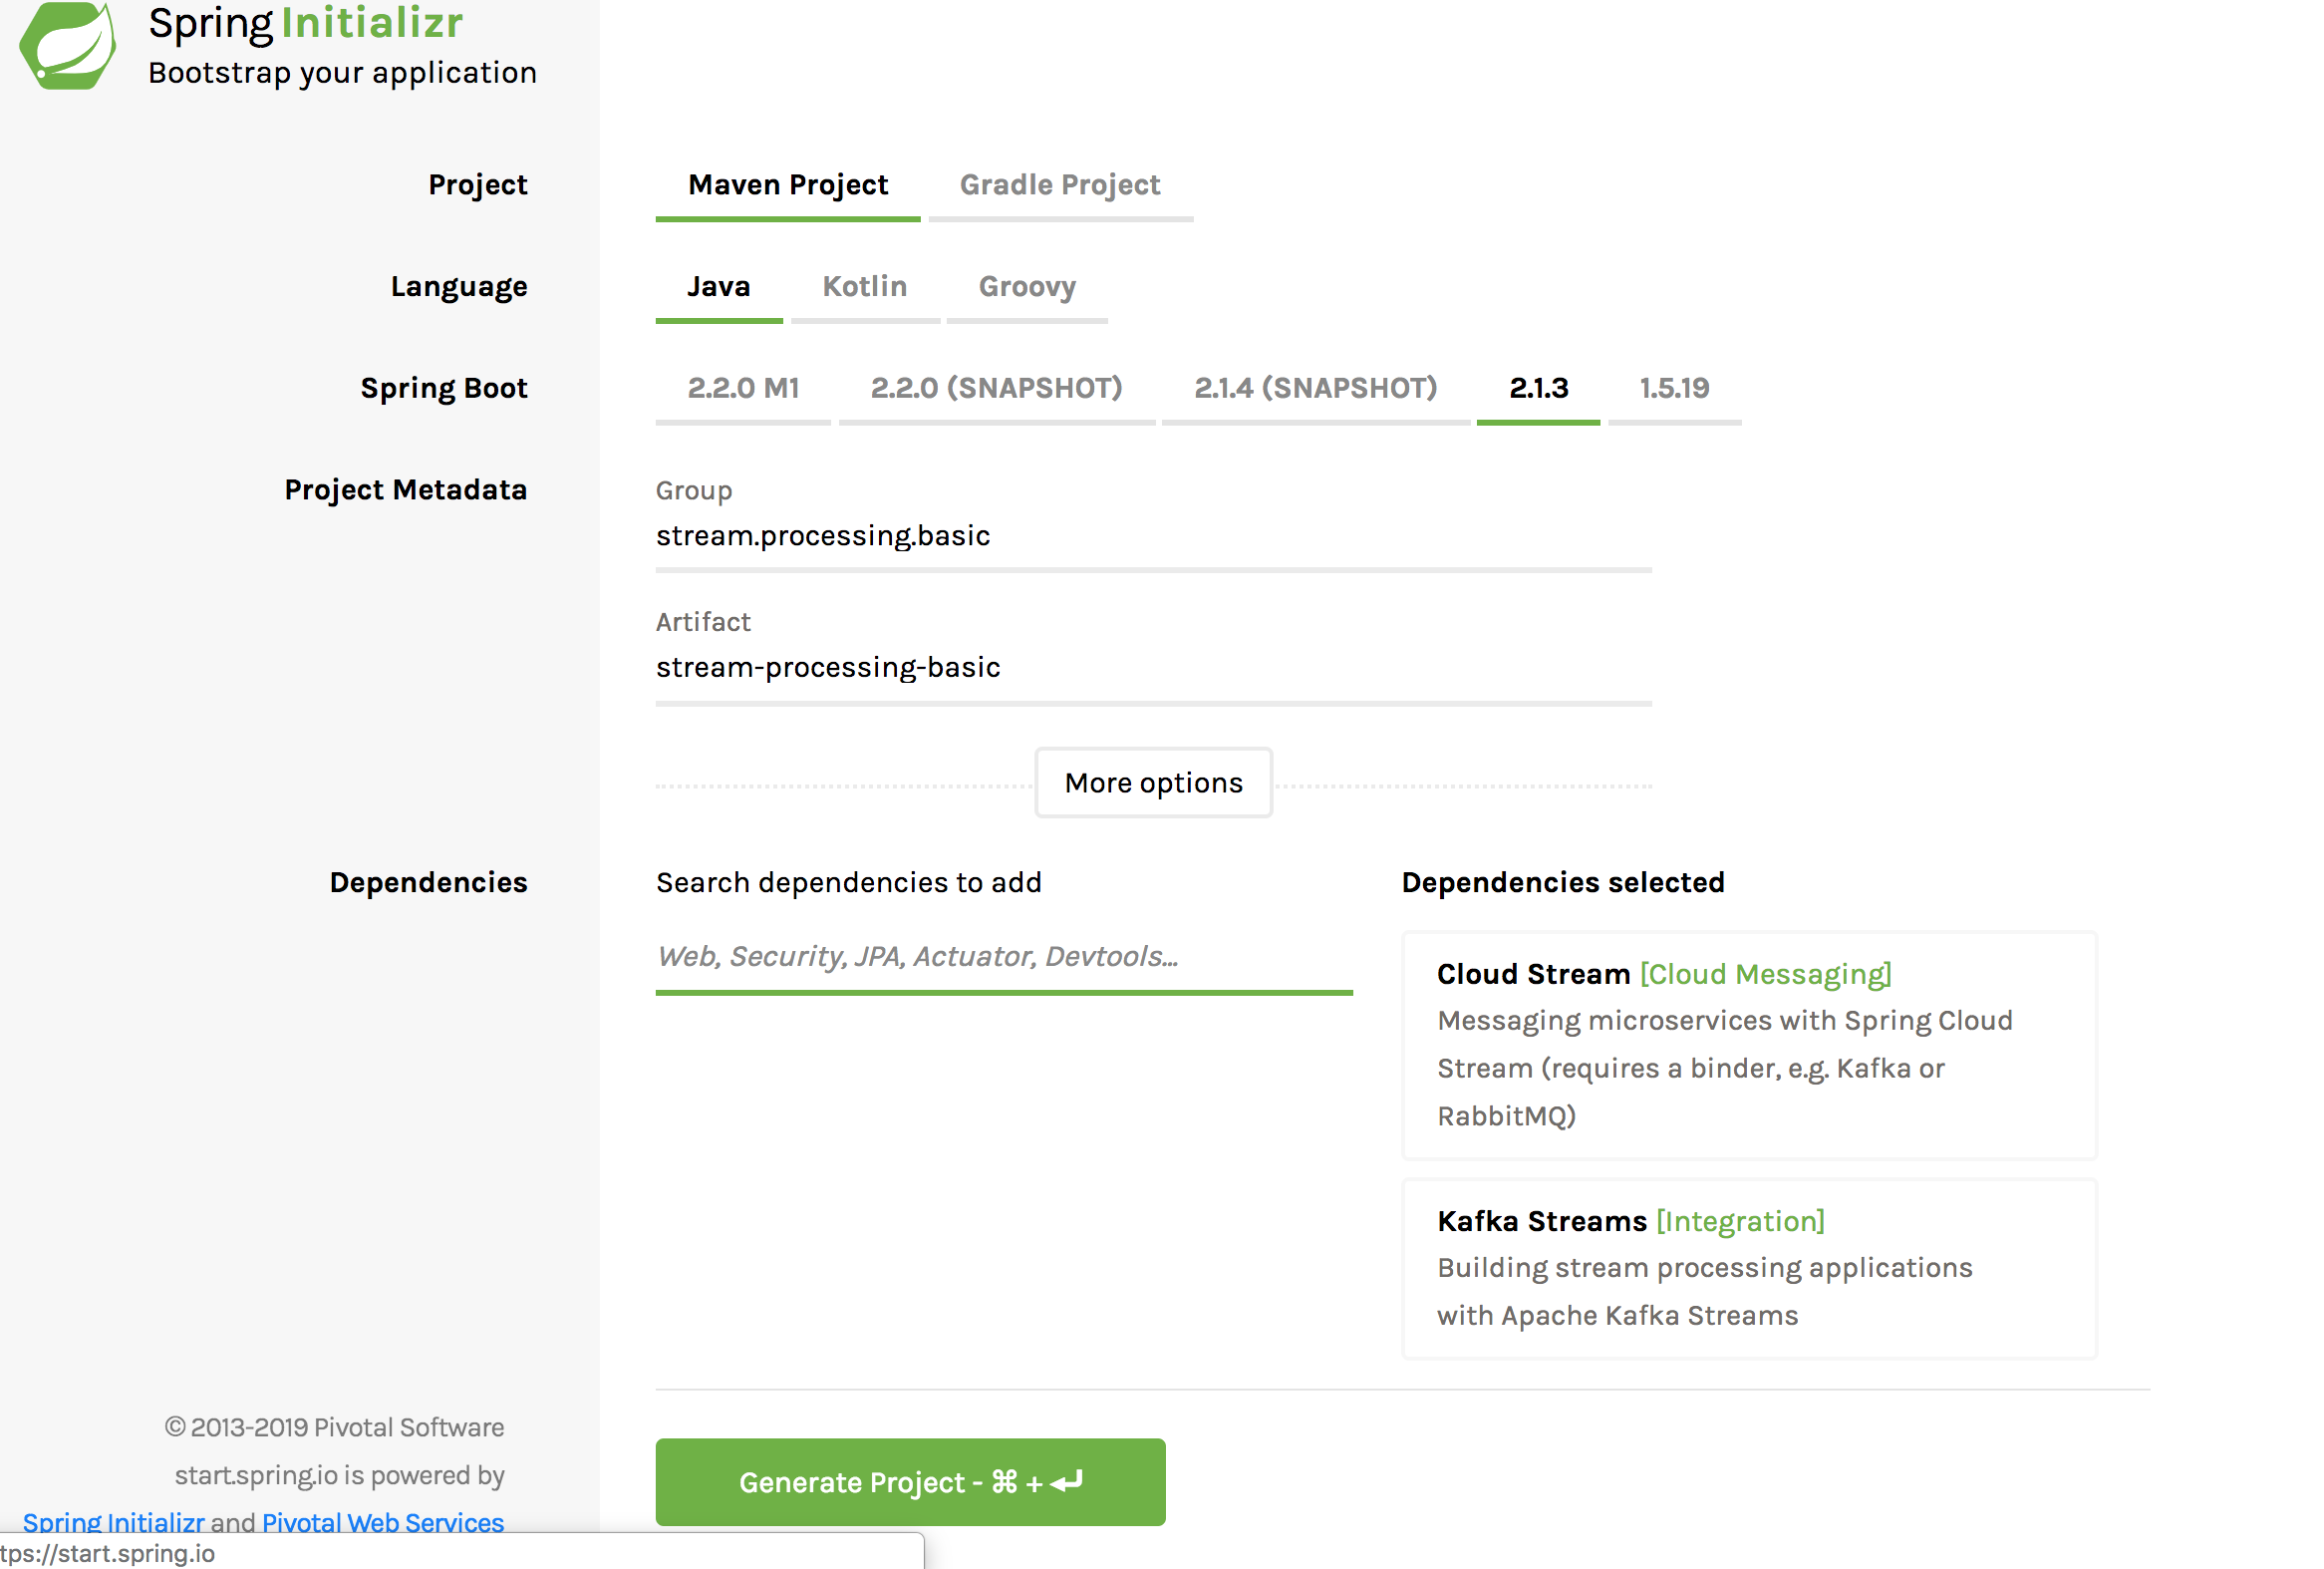 Spring Initializr
Bootstrap your application
Project
Maven Project
Gradle Project
Language
Java
Kotlin
Groovy
Spring Boot
2.2.0 M1
2.2.0 (SNAPSHOT)
2.1.4 (SNAPSHOT)
2.1.3
1.5.19
Project Metadata
Group
stream.processing.basic
Artifact
stream-processing-basic
More options
Dependencies
Search dependencies to add
Web, Security, JPA, Actuator, Devtools...
Dependencies selected
Cloud Stream [Cloud Messaging]
Messaging microservices with Spring Cloud
Stream (requires a binder, e.g. Kafka or
RabbitMQ)
Kafka Streams [Integration]
Building stream processing applications
with Apache Kafka Streams
© 2013-2019 Pivotal Software
start.spring.io is powered by
Spring Initializr and Pivotal Web Services
Generate Project - ⌘ + ↵
tps://start.spring.io